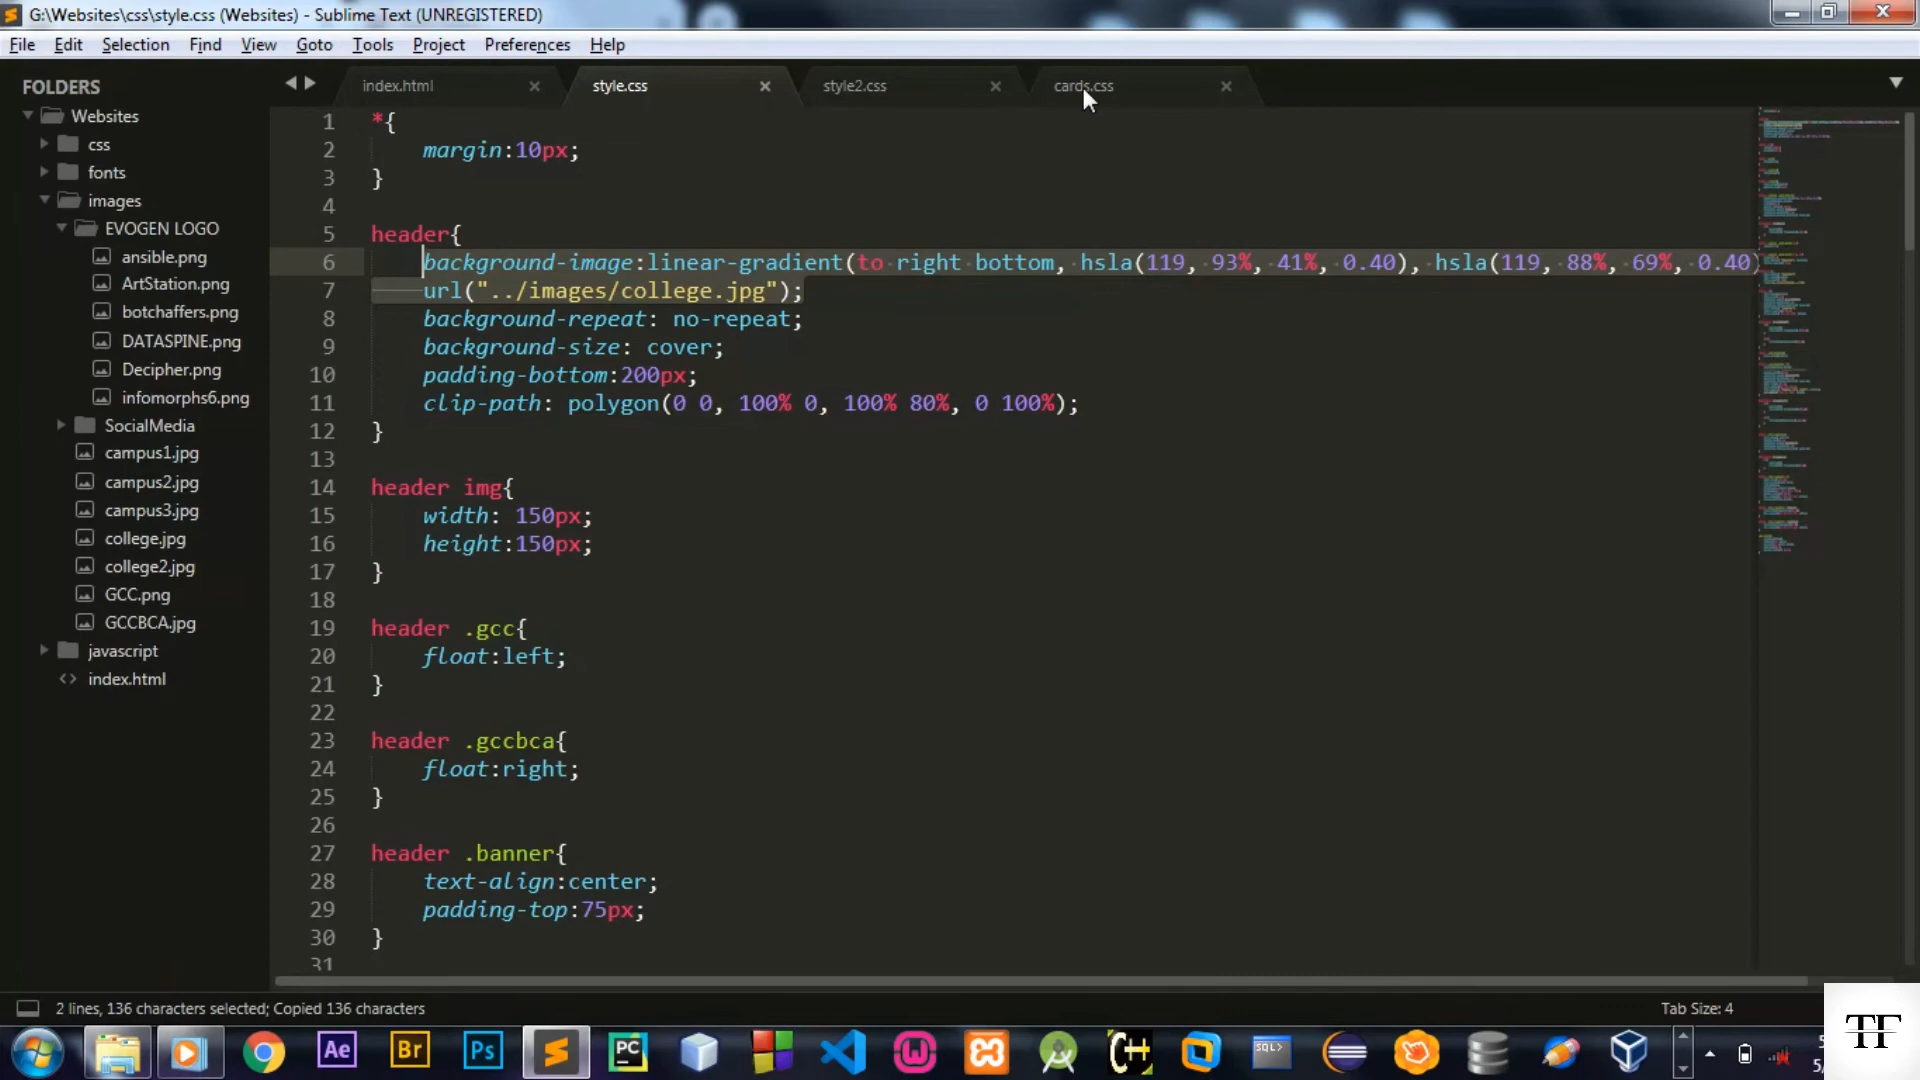 G:\Websites\css\style.css (Websites) - Sublime Text (UNREGISTERED)
File Edit Selection Find View Goto Tools Project Preferences Help
FOLDERS
Websites
css
fonts
images
EVOGEN LOGO
ansible.png
ArtStation.png
botchaffers.png
DATASPINE.png
Decipher.png
infomorphs6.png
SocialMedia
campus1.jpg
campus2.jpg
campus3.jpg
college.jpg
college2.jpg
GCC.png
GCCBCA.jpg
javascript
index.html
index.html style.css style2.css cards.css
1 *{
2 margin:10px;
3 }
4
5 header{
6 background-image:linear-gradient(to right bottom, hsla(119, 93%, 41%, 0.40), hsla(119, 88%, 69%, 0.40)
7 url("../images/college.jpg");
8 background-repeat: no-repeat;
9 background-size: cover;
10 padding-bottom:200px;
11 clip-path: polygon(0 0, 100% 0, 100% 80%, 0 100%);
12 }
13
14 header img{
15 width: 150px;
16 height:150px;
17 }
18
19 header .gcc{
20 float:left;
21 }
22
23 header .gccbca{
24 float:right;
25 }
26
27 header .banner{
28 text-align:center;
29 padding-top:75px;
30 }
31
2 lines, 136 characters selected; Copied 136 characters
Tab Size: 4
Ae Br Ps PC C++ SQL>
TF